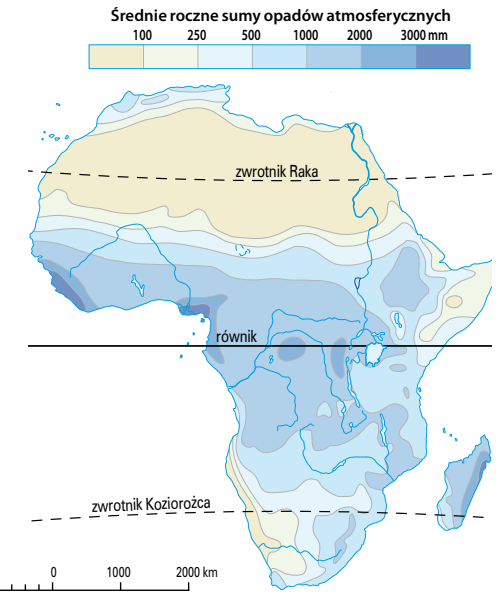 Średnie roczne sumy opadów atmosferycznych
100 250 500 1000 2000 3000 mm
zwrotnik Raka
równik
zwrotnik Koziorożca
0 1000 2000 km